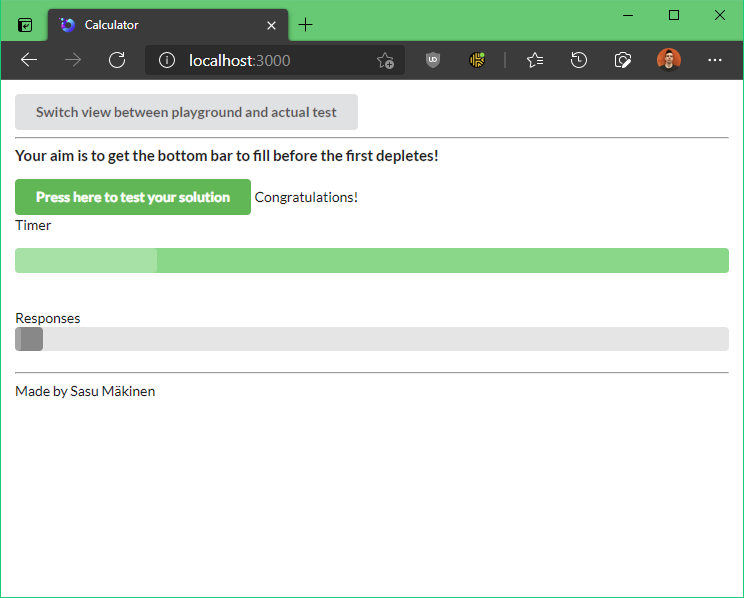 Calculator
localhost:3000
Switch view between playground and actual test
Your aim is to get the bottom bar to fill before the first depletes!
Press here to test your solution Congratulations!
Timer
Responses
Made by Sasu Mäkinen